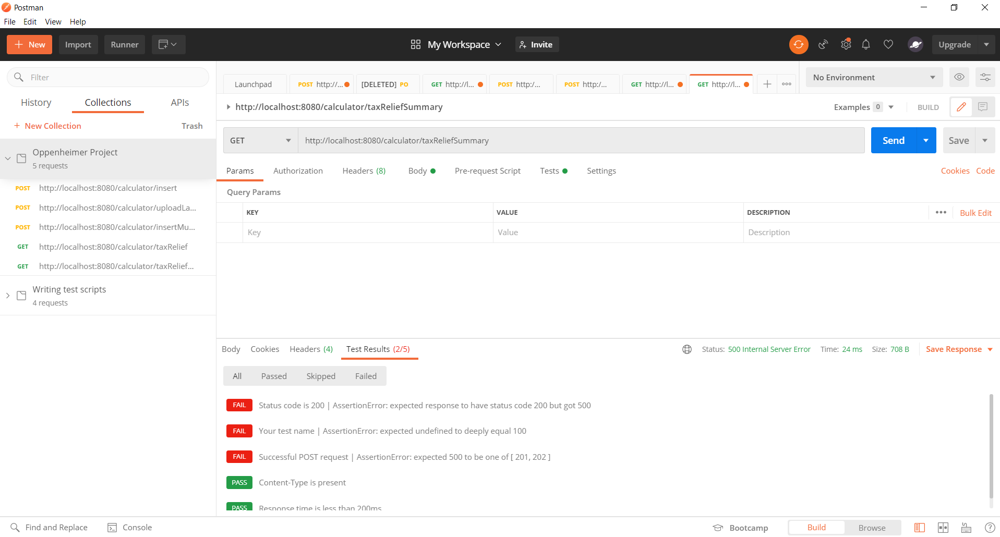 Postman
File Edit View Help
+ New Import Runner My Workspace Invite Upgrade
Filter
History Collections APIs
+ New Collection Trash
Oppenheimer Project
5 requests
POST http://localhost:8080/calculator/insert
POST http://localhost:8080/calculator/uploadLa...
POST http://localhost:8080/calculator/insertMu...
GET http://localhost:8080/calculator/taxRelief
GET http://localhost:8080/calculator/taxRelief...
Writing test scripts
4 requests
Launchpad POST http://... [DELETED] PO GET http://l... POST http:/... POST http:/... GET http://l... GET http://l... + ooo No Environment
http://localhost:8080/calculator/taxReliefSummary Examples 0 BUILD
GET http://localhost:8080/calculator/taxReliefSummary Send Save
Params Authorization Headers (8) Body Pre-request Script Tests Settings Cookies Code
Query Params
KEY VALUE DESCRIPTION ••• Bulk Edit
Key Value Description
Body Cookies Headers (4) Test Results (2/5) Status: 500 Internal Server Error Time: 24 ms Size: 708 B Save Response
All Passed Skipped Failed
FAIL Status code is 200 | AssertionError: expected response to have status code 200 but got 500
FAIL Your test name | AssertionError: expected undefined to deeply equal 100
FAIL Successful POST request | AssertionError: expected 500 to be one of [ 201, 202 ]
PASS Content-Type is present
PASS Response time is less than 200ms
Find and Replace Console Bootcamp Build Browse